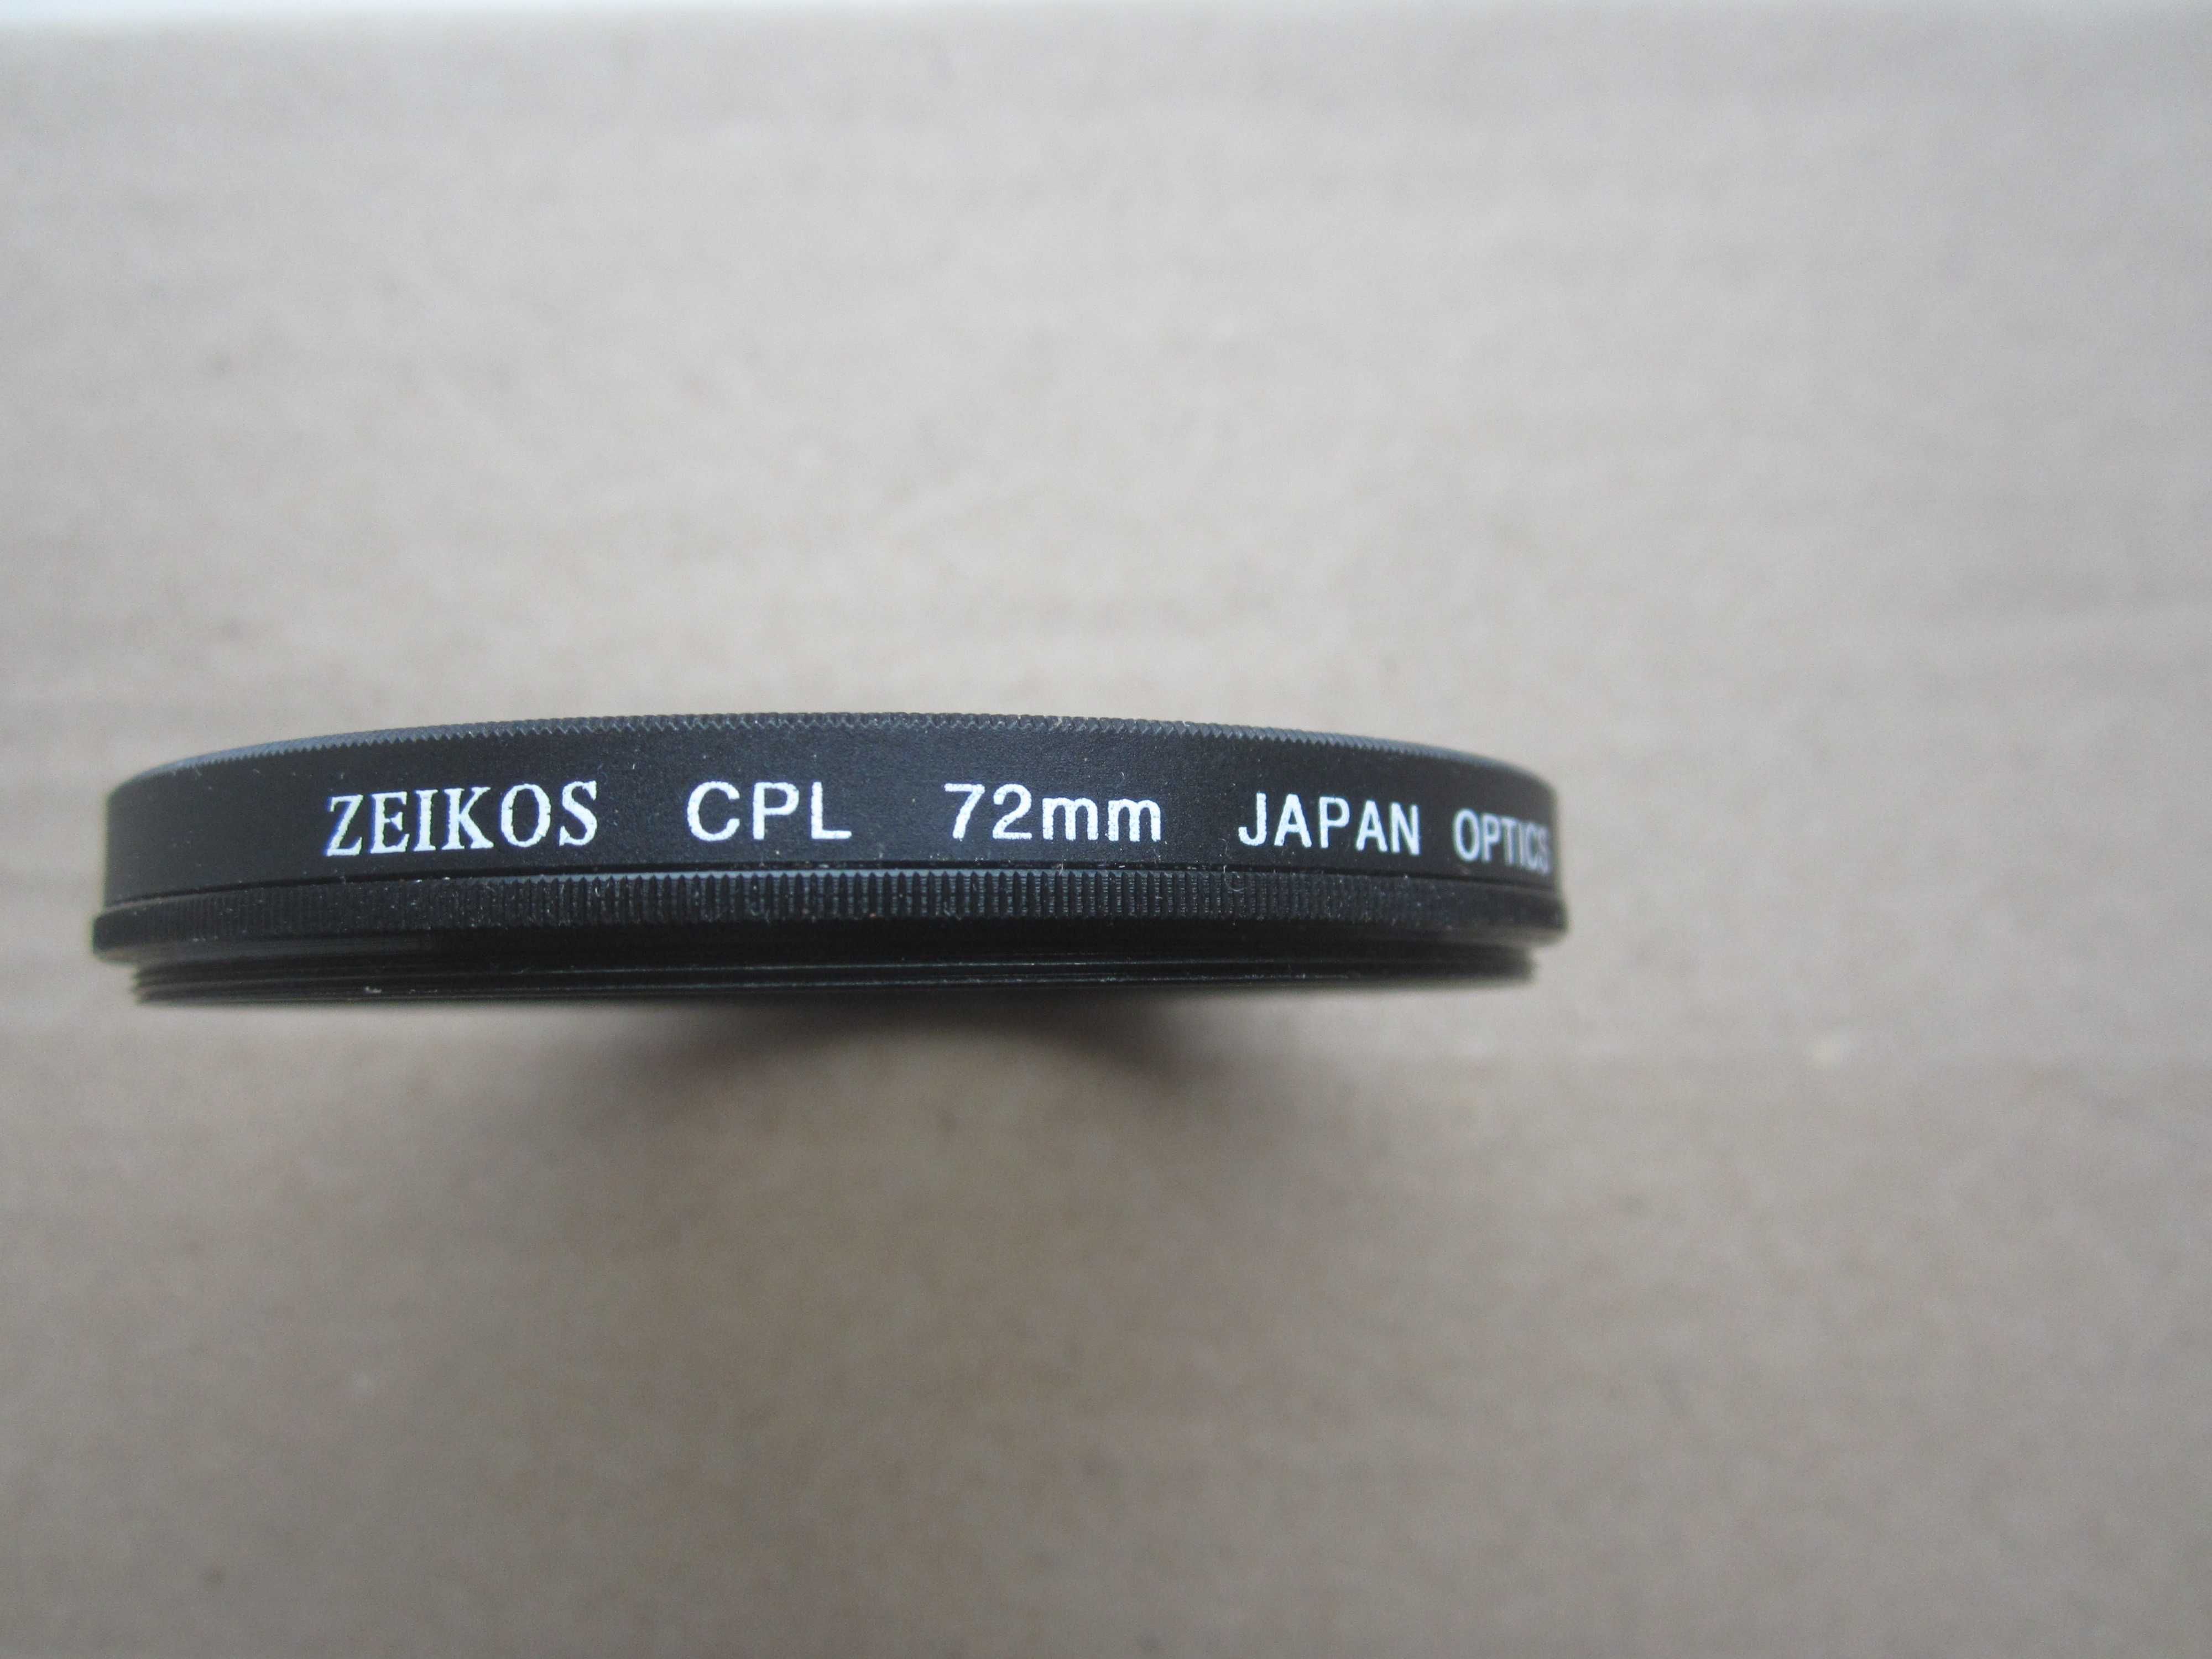 ZEIKOS CPL 72mm JAPAN OPTICS